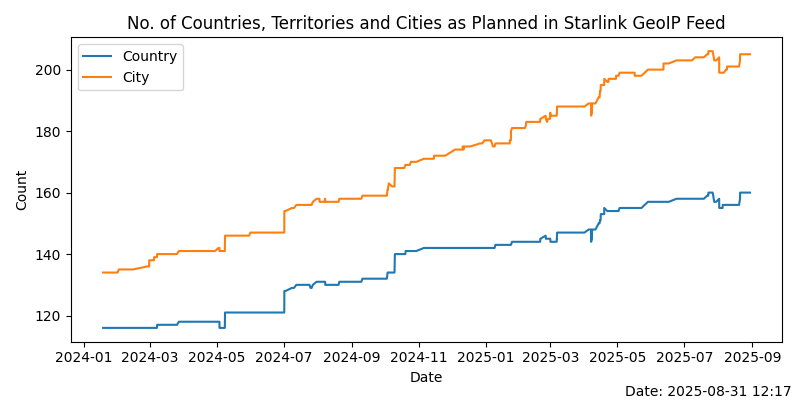 No. of Countries, Territories and Cities as Planned in Starlink GeoIP Feed
Country
City
Count
200
180
160
140
120
2024-01 2024-03 2024-05 2024-07 2024-09 2024-11 2025-01 2025-03 2025-05 2025-07 2025-09
Date
Date: 2025-08-31 12:17